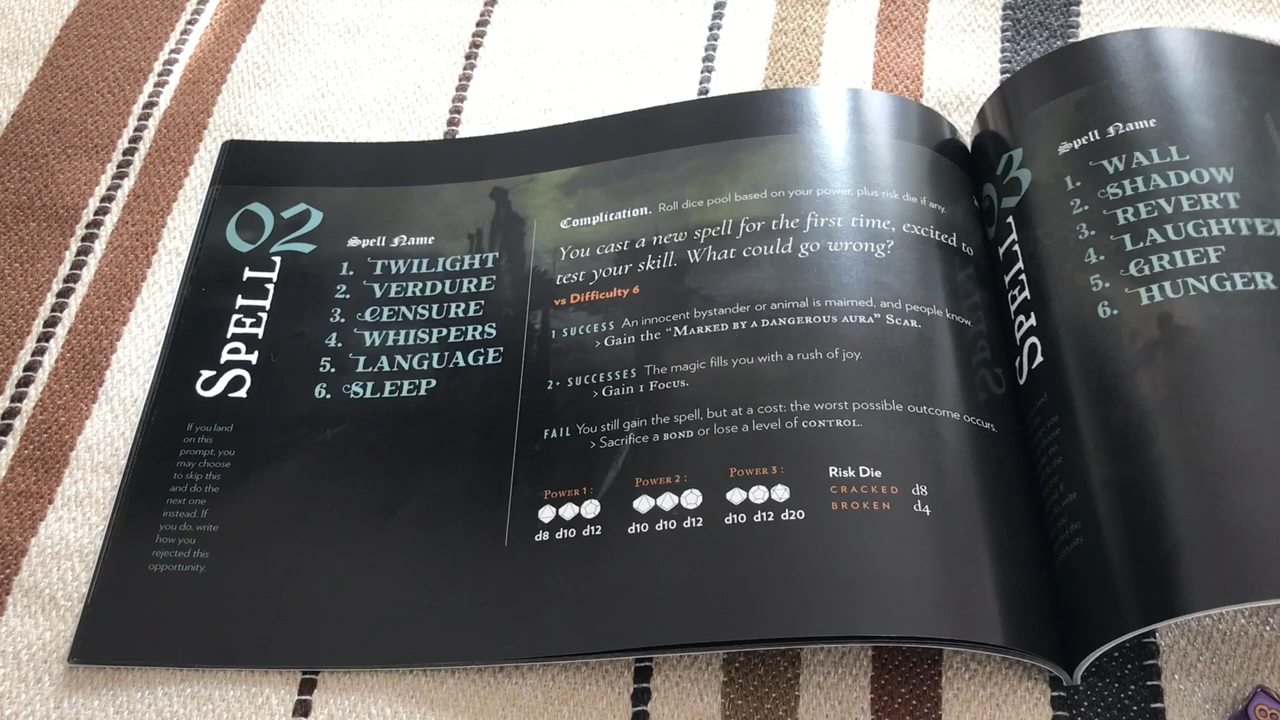 02
SPELL
If you land
on this
prompt, you
may choose
to skip this
and do the
next one
instead. If
you do, write
how you
rejected this
opportunity.
Spell Name
1. TWILIGHT
2. VERDURE
3. CENSURE
4. WHISPERS
5. LANGUAGE
6. SLEEP
Complication. Roll dice pool based on your power, plus risk die if any.
You cast a new spell for the first time, excited to
test your skill. What could go wrong?
vs Difficulty 6
1 SUCCESS An innocent bystander or animal is maimed, and people know.
> Gain the “MARKED BY A DANGEROUS AURA” SCAR.
2+ SUCCESSES The magic fills you with a rush of joy.
> Gain 1 Focus.
FAIL You still gain the spell, but at a cost: the worst possible outcome occurs.
> Sacrifice a BOND or lose a level of CONTROL.
POWER 1:
d8 d10 d12
POWER 2:
d10 d10 d12
POWER 3:
d10 d12 d20
Risk Die
CRACKED d8
BROKEN d4
03
SPELL
Spell Name
1. WALL
2. SHADOW
3. REVERT
4. LAUGHTER
5. GRIEF
6. HUNGER